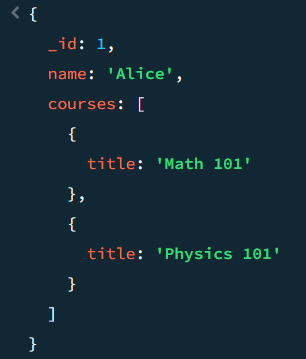 < {
_id: 1,
name: 'Alice',
courses: [
{
title: 'Math 101'
},
{
title: 'Physics 101'
}
]
}